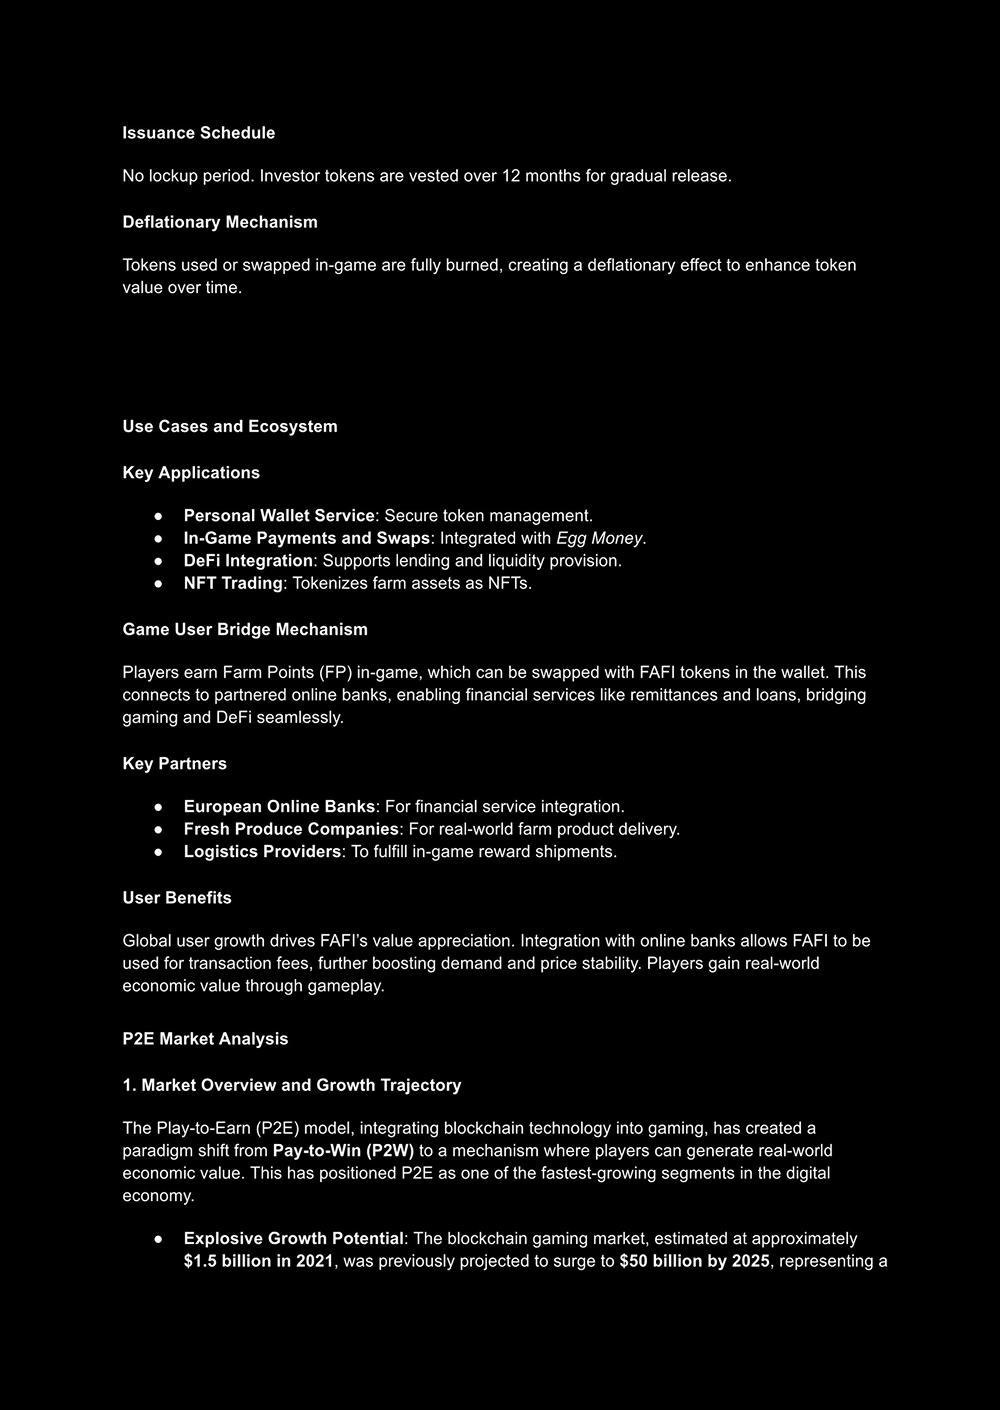 Issuance Schedule
No lockup period. Investor tokens are vested over 12 months for gradual release.
Deflationary Mechanism
Tokens used or swapped in-game are fully burned, creating a deflationary effect to enhance token
value over time.
Use Cases and Ecosystem
Key Applications
● Personal Wallet Service: Secure token management.
● In-Game Payments and Swaps: Integrated with Egg Money.
● DeFi Integration: Supports lending and liquidity provision.
● NFT Trading: Tokenizes farm assets as NFTs.
Game User Bridge Mechanism
Players earn Farm Points (FP) in-game, which can be swapped with FAFI tokens in the wallet. This
connects to partnered online banks, enabling financial services like remittances and loans, bridging
gaming and DeFi seamlessly.
Key Partners
● European Online Banks: For financial service integration.
● Fresh Produce Companies: For real-world farm product delivery.
● Logistics Providers: To fulfill in-game reward shipments.
User Benefits
Global user growth drives FAFI’s value appreciation. Integration with online banks allows FAFI to be
used for transaction fees, further boosting demand and price stability. Players gain real-world
economic value through gameplay.
P2E Market Analysis
1. Market Overview and Growth Trajectory
The Play-to-Earn (P2E) model, integrating blockchain technology into gaming, has created a
paradigm shift from Pay-to-Win (P2W) to a mechanism where players can generate real-world
economic value. This has positioned P2E as one of the fastest-growing segments in the digital
economy.
● Explosive Growth Potential: The blockchain gaming market, estimated at approximately
$1.5 billion in 2021, was previously projected to surge to $50 billion by 2025, representing a